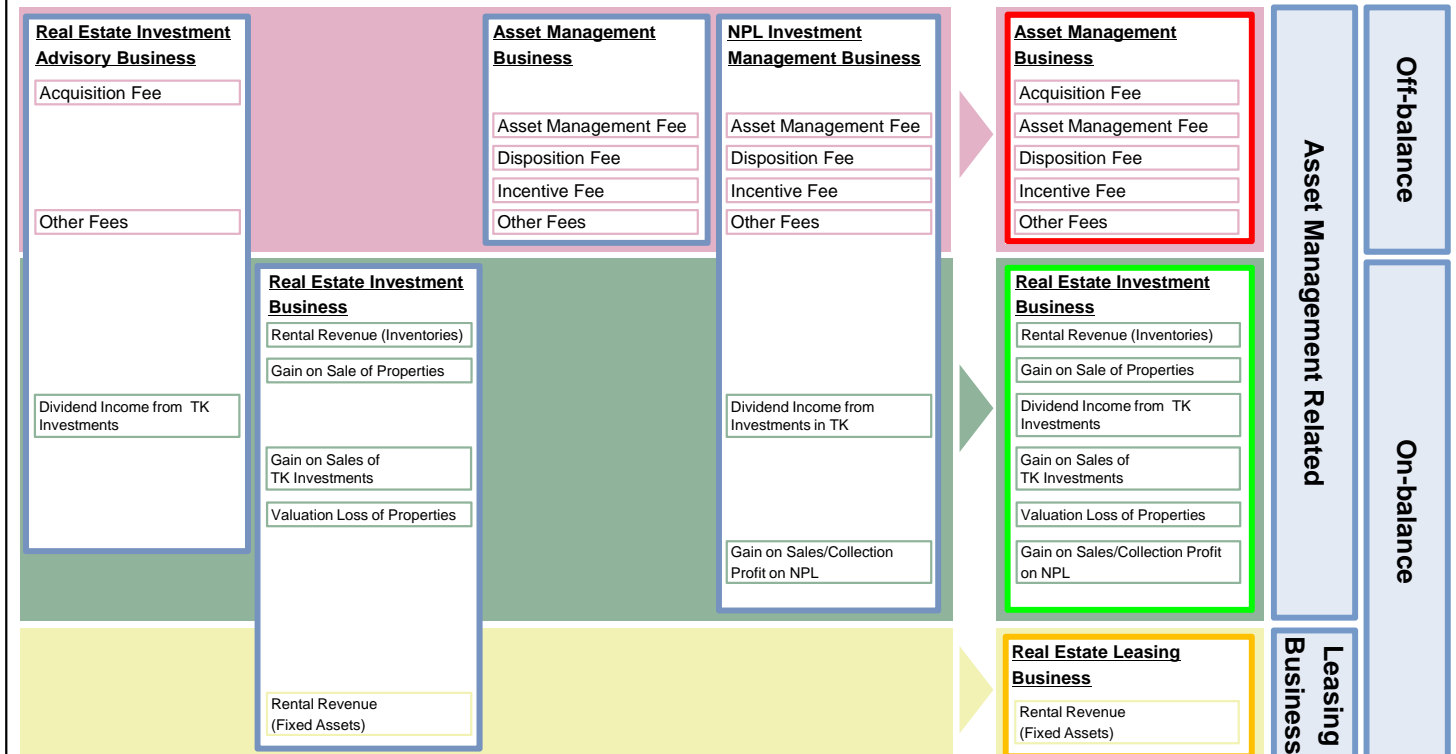 Real Estate Investment
Advisory Business
Acquisition Fee
Other Fees
Dividend Income from TK
Investments
Real Estate Investment
Business
Rental Revenue (Inventories)
Gain on Sale of Properties
Gain on Sales of
TK Investments
Valuation Loss of Properties
Rental Revenue
(Fixed Assets)
Asset Management
Business
Asset Management Fee
Disposition Fee
Incentive Fee
Other Fees
NPL Investment
Management Business
Asset Management Fee
Disposition Fee
Incentive Fee
Other Fees
Dividend Income from
Investments in TK
Gain on Sales/Collection
Profit on NPL
Asset Management
Business
Acquisition Fee
Asset Management Fee
Disposition Fee
Incentive Fee
Other Fees
Real Estate Investment
Business
Rental Revenue (Inventories)
Gain on Sale of Properties
Dividend Income from TK
Investments
Gain on Sales of
TK Investments
Valuation Loss of Properties
Gain on Sales/Collection Profit
on NPL
Real Estate Leasing
Business
Rental Revenue
(Fixed Assets)
Asset Management Related
Leasing
Business
Off-balance
On-balance